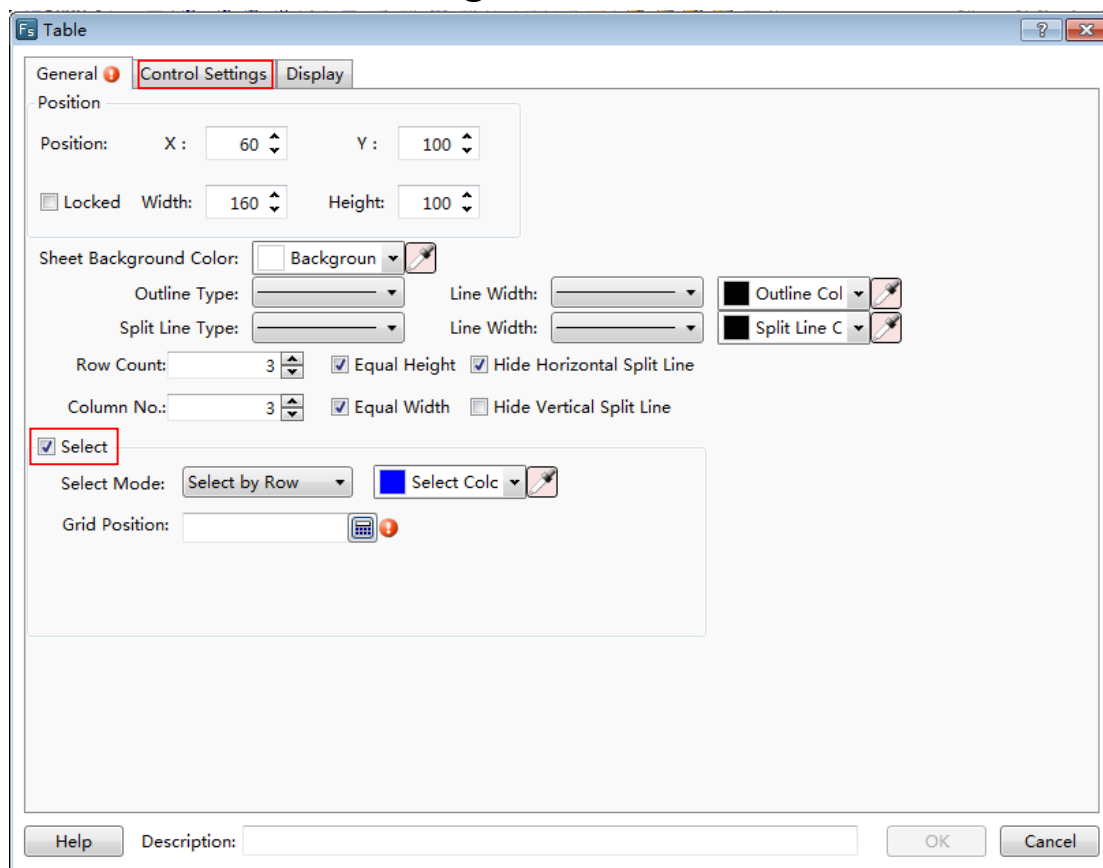 Fs Table
General Control Settings Display
Position
Position: X : 60 Y : 100
Locked Width: 160 Height: 100
Sheet Background Color: Backgroun
Outline Type: Line Width: Outline Col
Split Line Type: Line Width: Split Line C
Row Count: 3 Equal Height Hide Horizontal Split Line
Column No.: 3 Equal Width Hide Vertical Split Line
Select
Select Mode: Select by Row Select Colc
Grid Position:
Help Description: OK Cancel